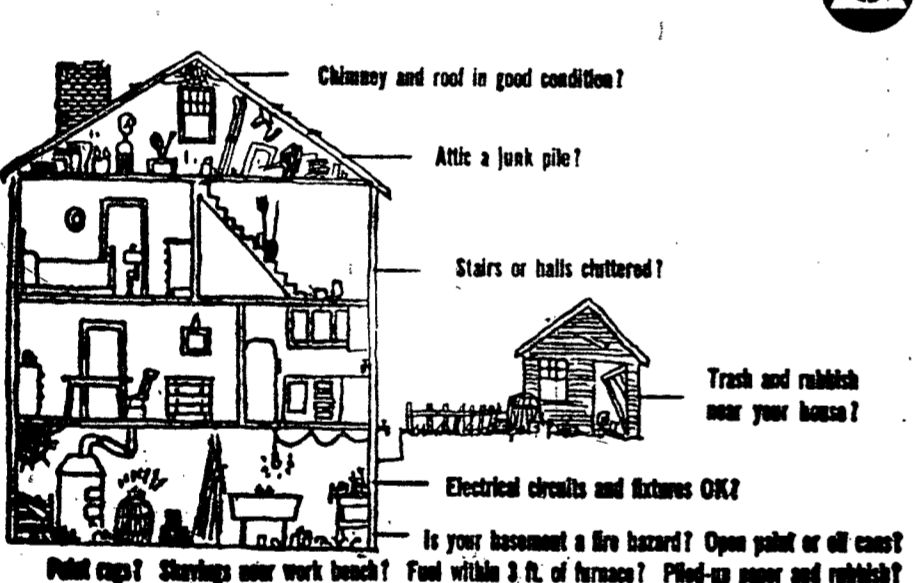 Chimney and roof in good condition?
Attic a junk pile?
Stairs or halls cluttered?
Trash and rubbish
near your house?
Electrical circuits and fixtures OK?
Is your basement a fire hazard? Open paint or oil cans?
Paint rags? Shavings near work bench? Fuel within 3 ft. of furnace? Piled-up paper and rubbish?